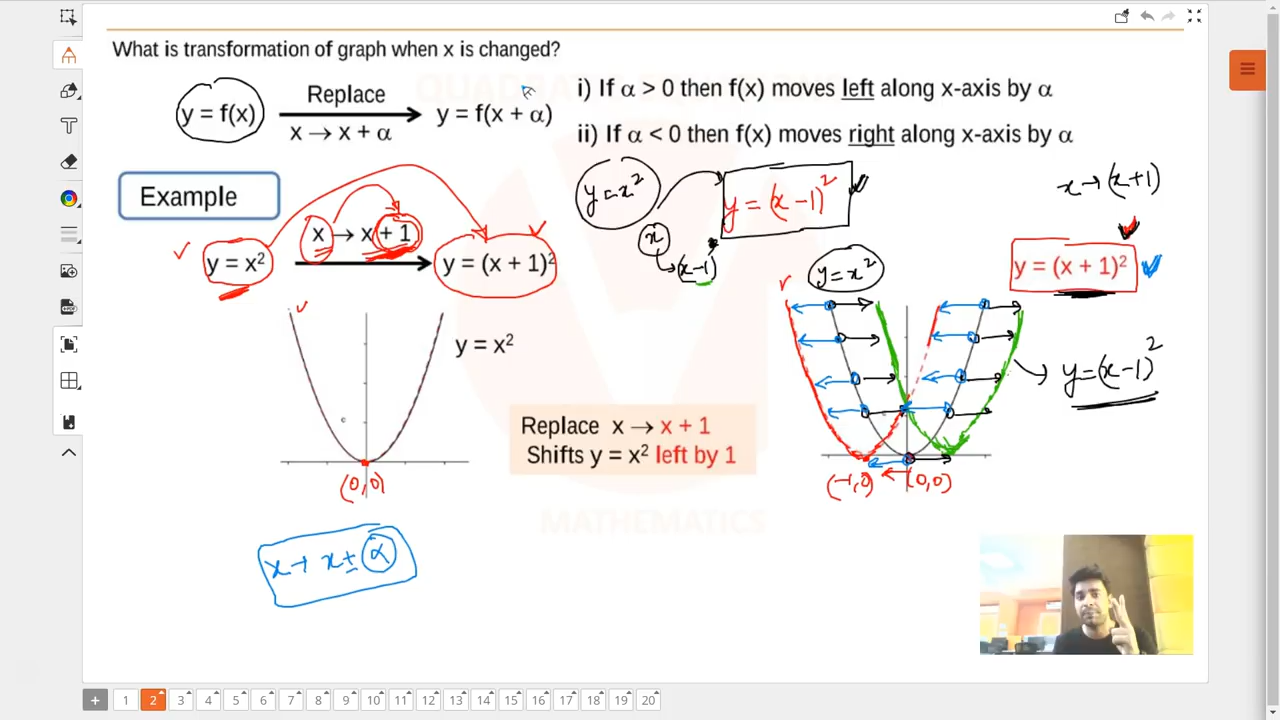 What is transformation of graph when x is changed?
y = f(x)
Replace
x → x + α
y = f(x + α)
i) If α > 0 then f(x) moves left along x-axis by α
ii) If α < 0 then f(x) moves right along x-axis by α
Example
x → x + 1
y = x²
y = (x + 1)²
y = x²
y = (x - 1)²
x
(x - 1)
x → (x + 1)
y = x²
y = (x + 1)²
y = x²
y = (x - 1)²
Replace x → x + 1
Shifts y = x² left by 1
(0,0)
(-1,0)
(0,0)
x → x ± α
MATHEMATICS
1 2 3 4 5 6 7 8 9 10 11 12 13 14 15 16 17 18 19 20